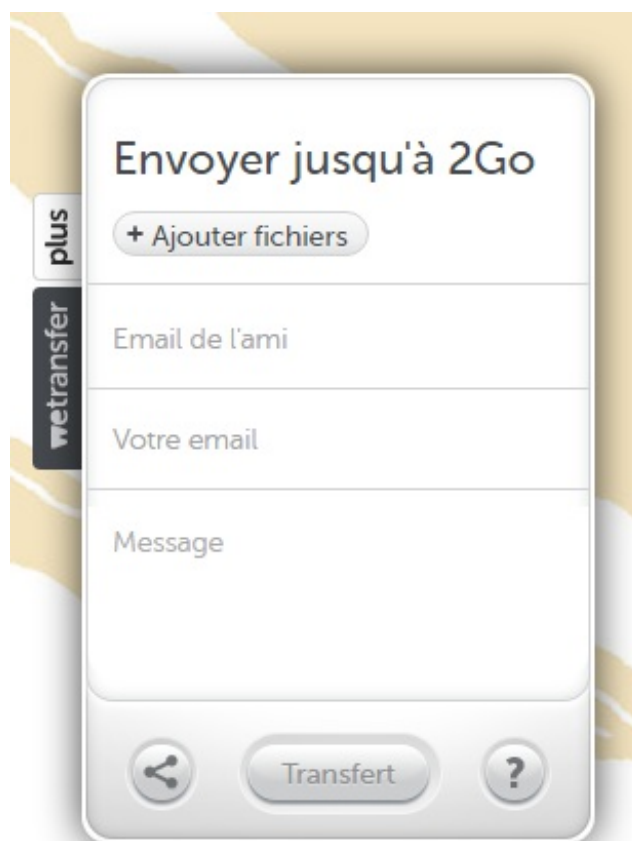 Envoyer jusqu'à 2Go
+ Ajouter fichiers
plus
wetransfer
Email de l'ami
Votre email
Message
Transfert
?